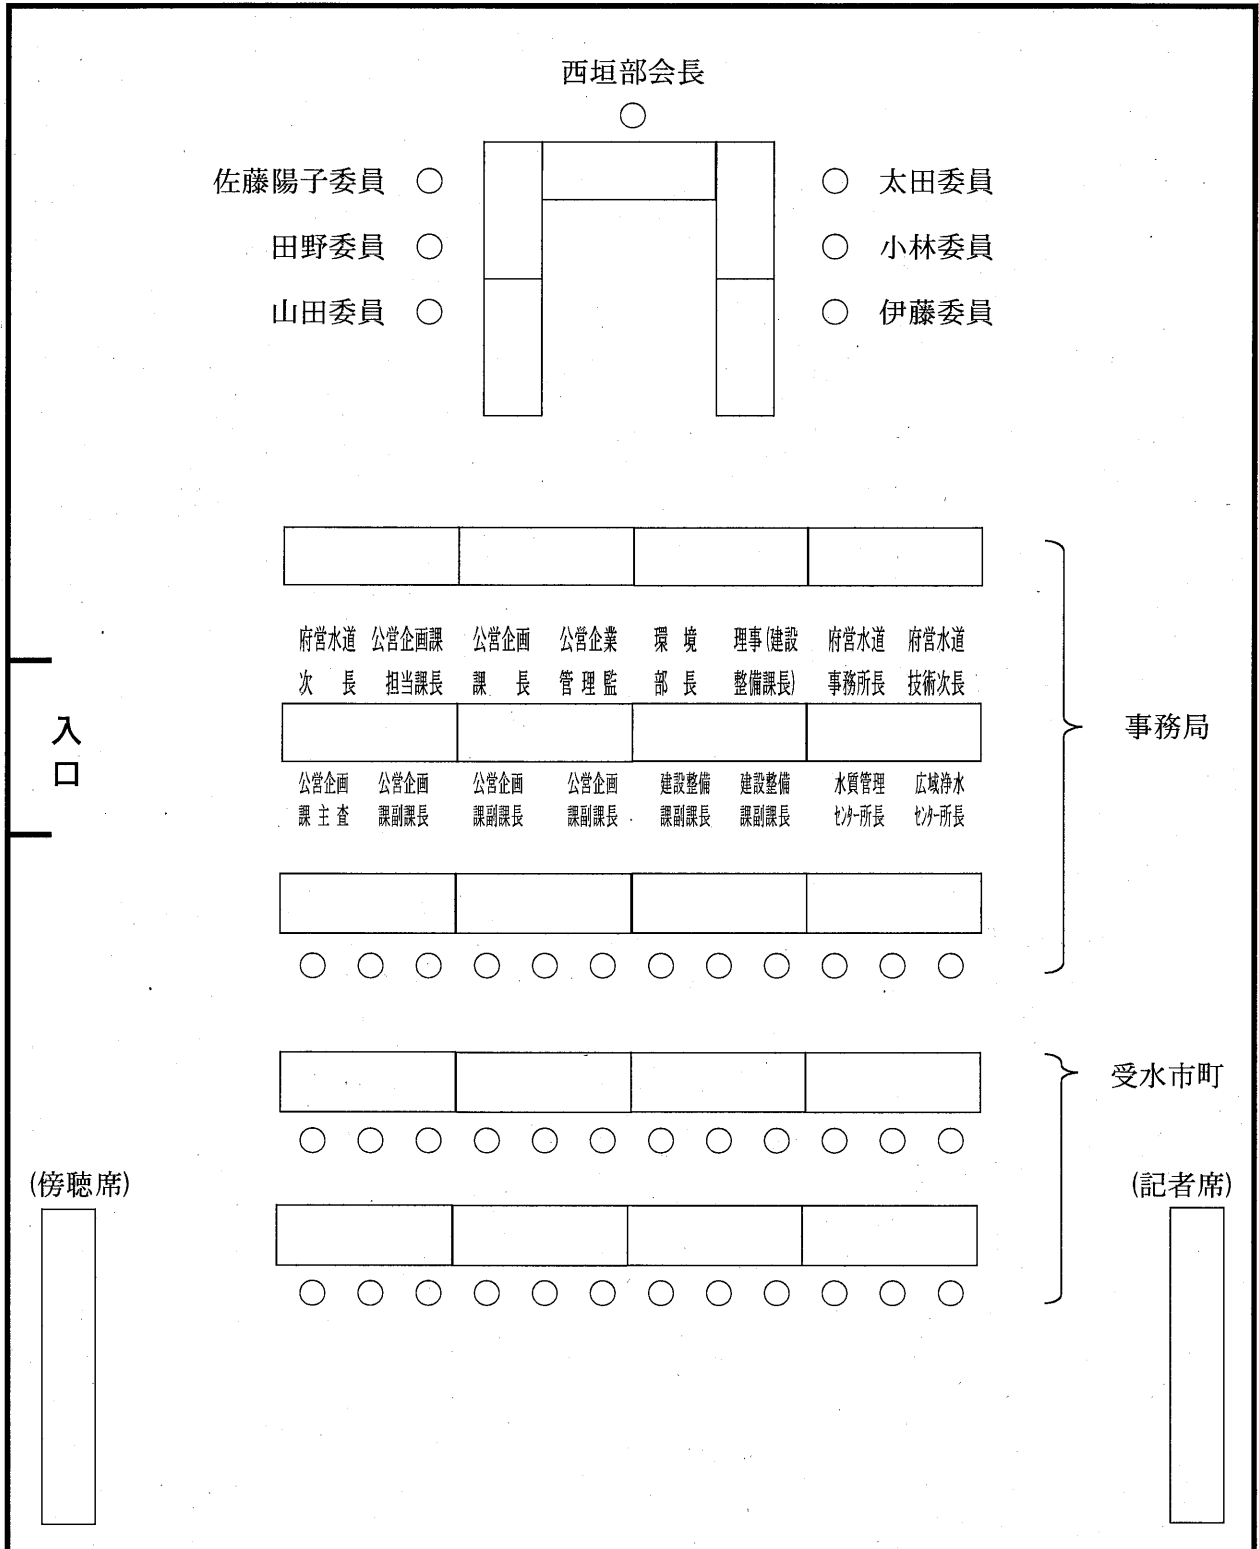 西垣部会長
佐藤陽子委員 太田委員
田野委員 小林委員
山田委員 伊藤委員
府営水道 公営企画課 公営企画 公営企業 環境 理事(建設 府営水道 府営水道
次長 担当課長 課長 管理監 部長 整備課長) 事務所長 技術次長
入口
事務局
公営企画 公営企画 公営企画 公営企画 建設整備 建設整備 水質管理 広域浄水
課主査 課副課長 課副課長 課副課長 課副課長 課副課長 センター所長 センター所長
受水市町
(傍聴席) (記者席)